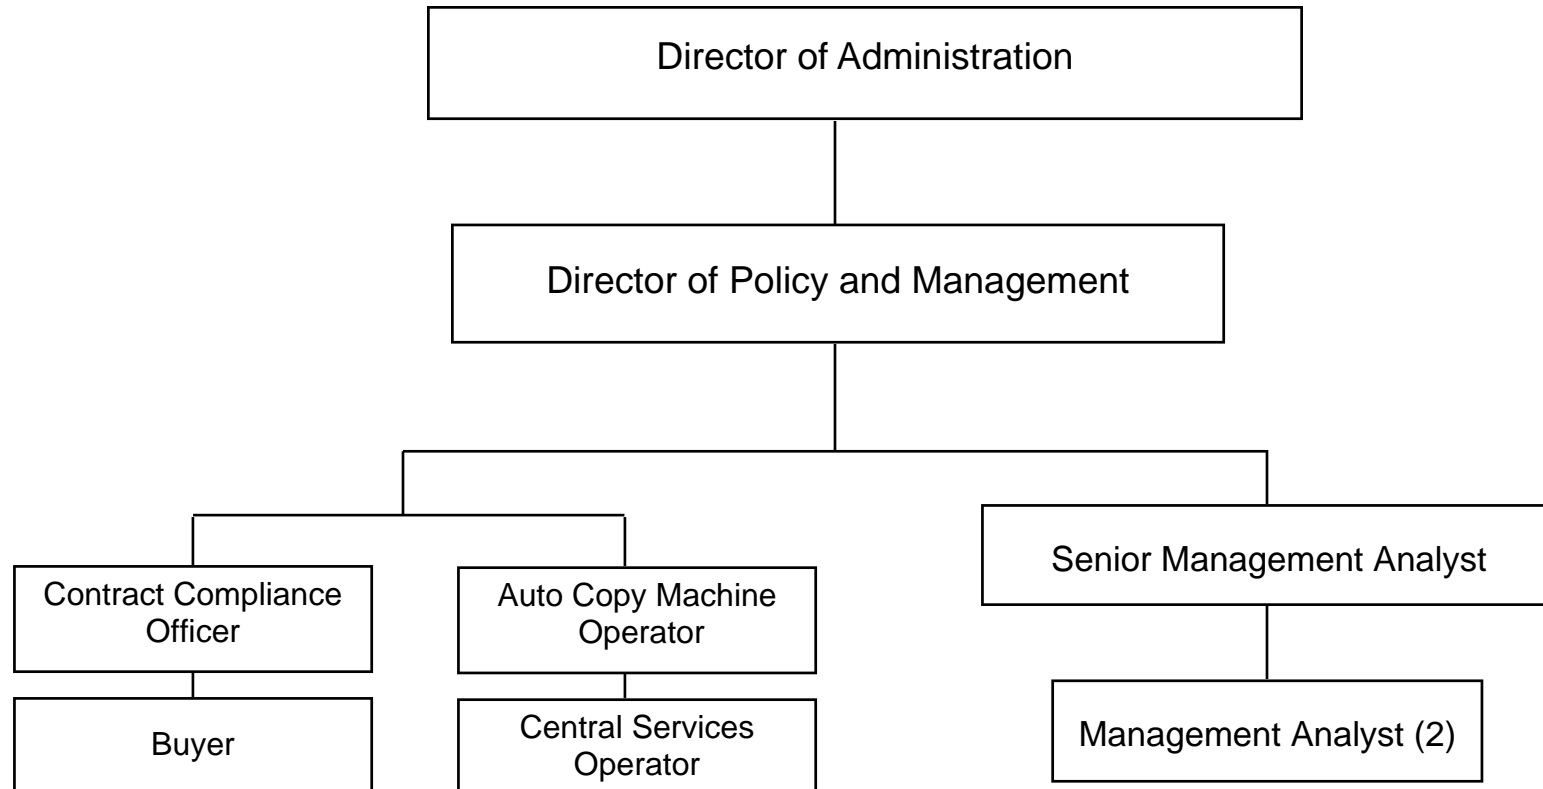 Director of Administration
Director of Policy and Management
Senior Management Analyst
Contract Compliance
Officer
Auto Copy Machine
Operator
Buyer
Central Services
Operator
Management Analyst (2)